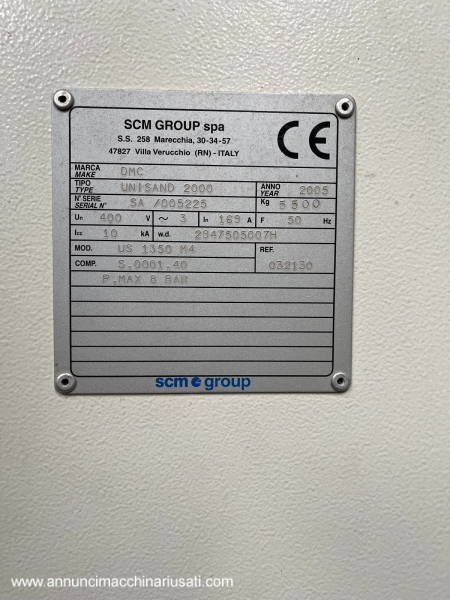 SCM GROUP spa
S.S. 258 Marecchia, 30-34-57
47827 Villa Verucchio (RN) - ITALY
CE
MARCA MAKE DMC
TIPO TYPE UNISAND 2000 ANNO YEAR 2005
N° SERIE SERIAL N° SA /005225 Kg 5500
Un 400 V ~ 3 In 169 A F 50 Hz
Icc 10 kA w.d. 2947505007H
MOD. US 1350 M4 REF.
COMP. S.0001.40 032130
P.MAX 8 BAR
scm group
www.annuncimacchinariusati.com